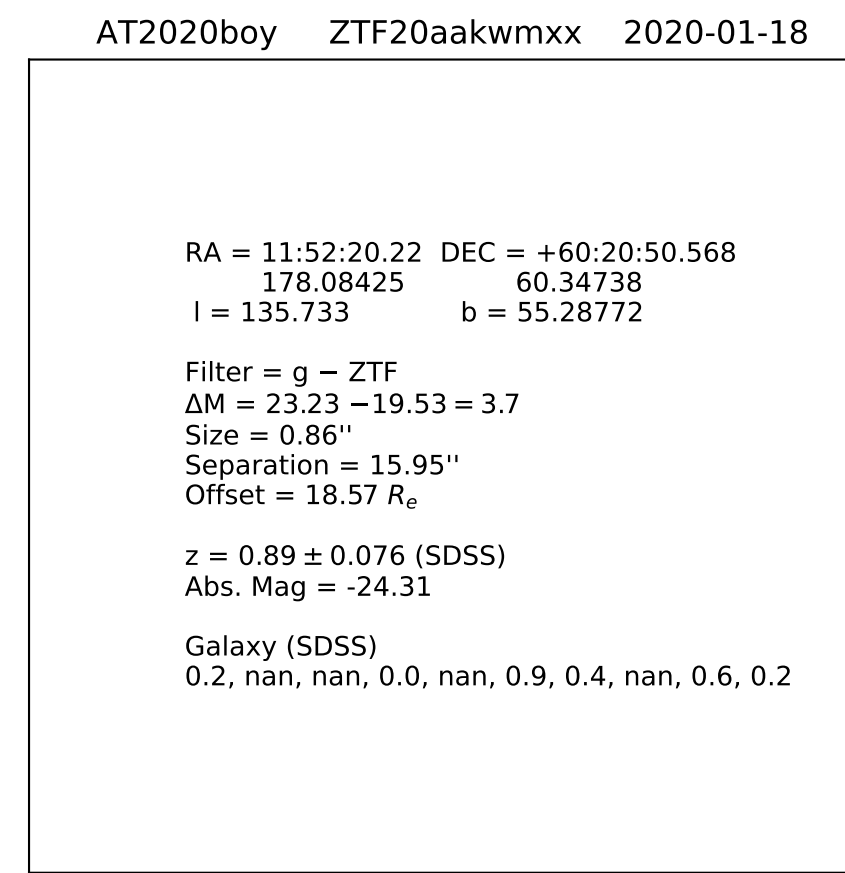 AT2020boy ZTF20aakwmxx 2020-01-18
RA = 11:52:20.22 DEC = +60:20:50.568
178.08425 60.34738
l = 135.733 b = 55.28772
Filter = g − ZTF
ΔM = 23.23 −19.53 = 3.7
Size = 0.86''
Separation = 15.95''
Offset = 18.57 Rₑ
z = 0.89 ± 0.076 (SDSS)
Abs. Mag = -24.31
Galaxy (SDSS)
0.2, nan, nan, 0.0, nan, 0.9, 0.4, nan, 0.6, 0.2